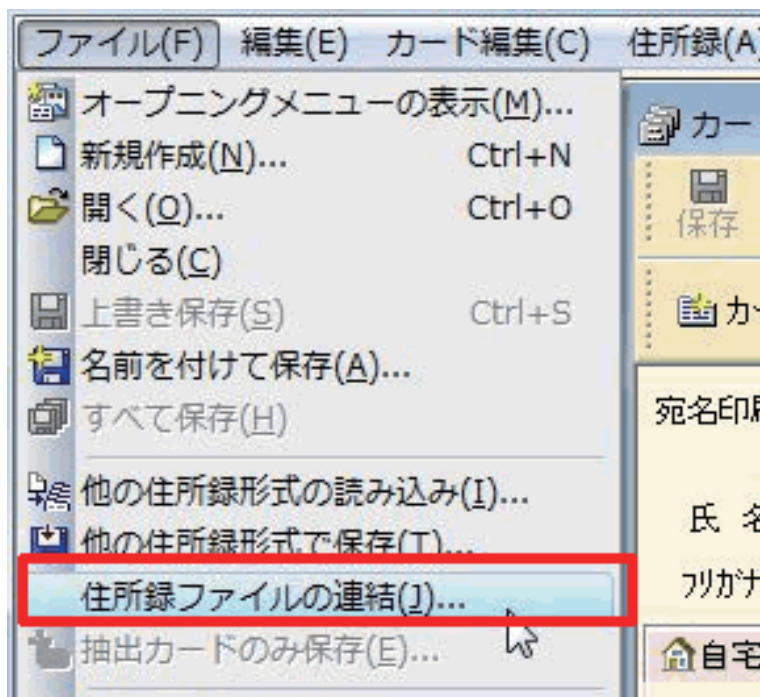 ファイル(F) 編集(E) カード編集(C) 住所録(A)
オープニングメニューの表示(M)...
新規作成(N)... Ctrl+N
開く(O)... Ctrl+O
閉じる(C)
上書き保存(S) Ctrl+S
名前を付けて保存(A)...
すべて保存(H)
他の住所録形式の読み込み(I)...
他の住所録形式で保存(T)...
住所録ファイルの連結(J)...
抽出カードのみ保存(E)...
カー
保存
カー
宛名印刷
氏 名
フリガナ
自宅